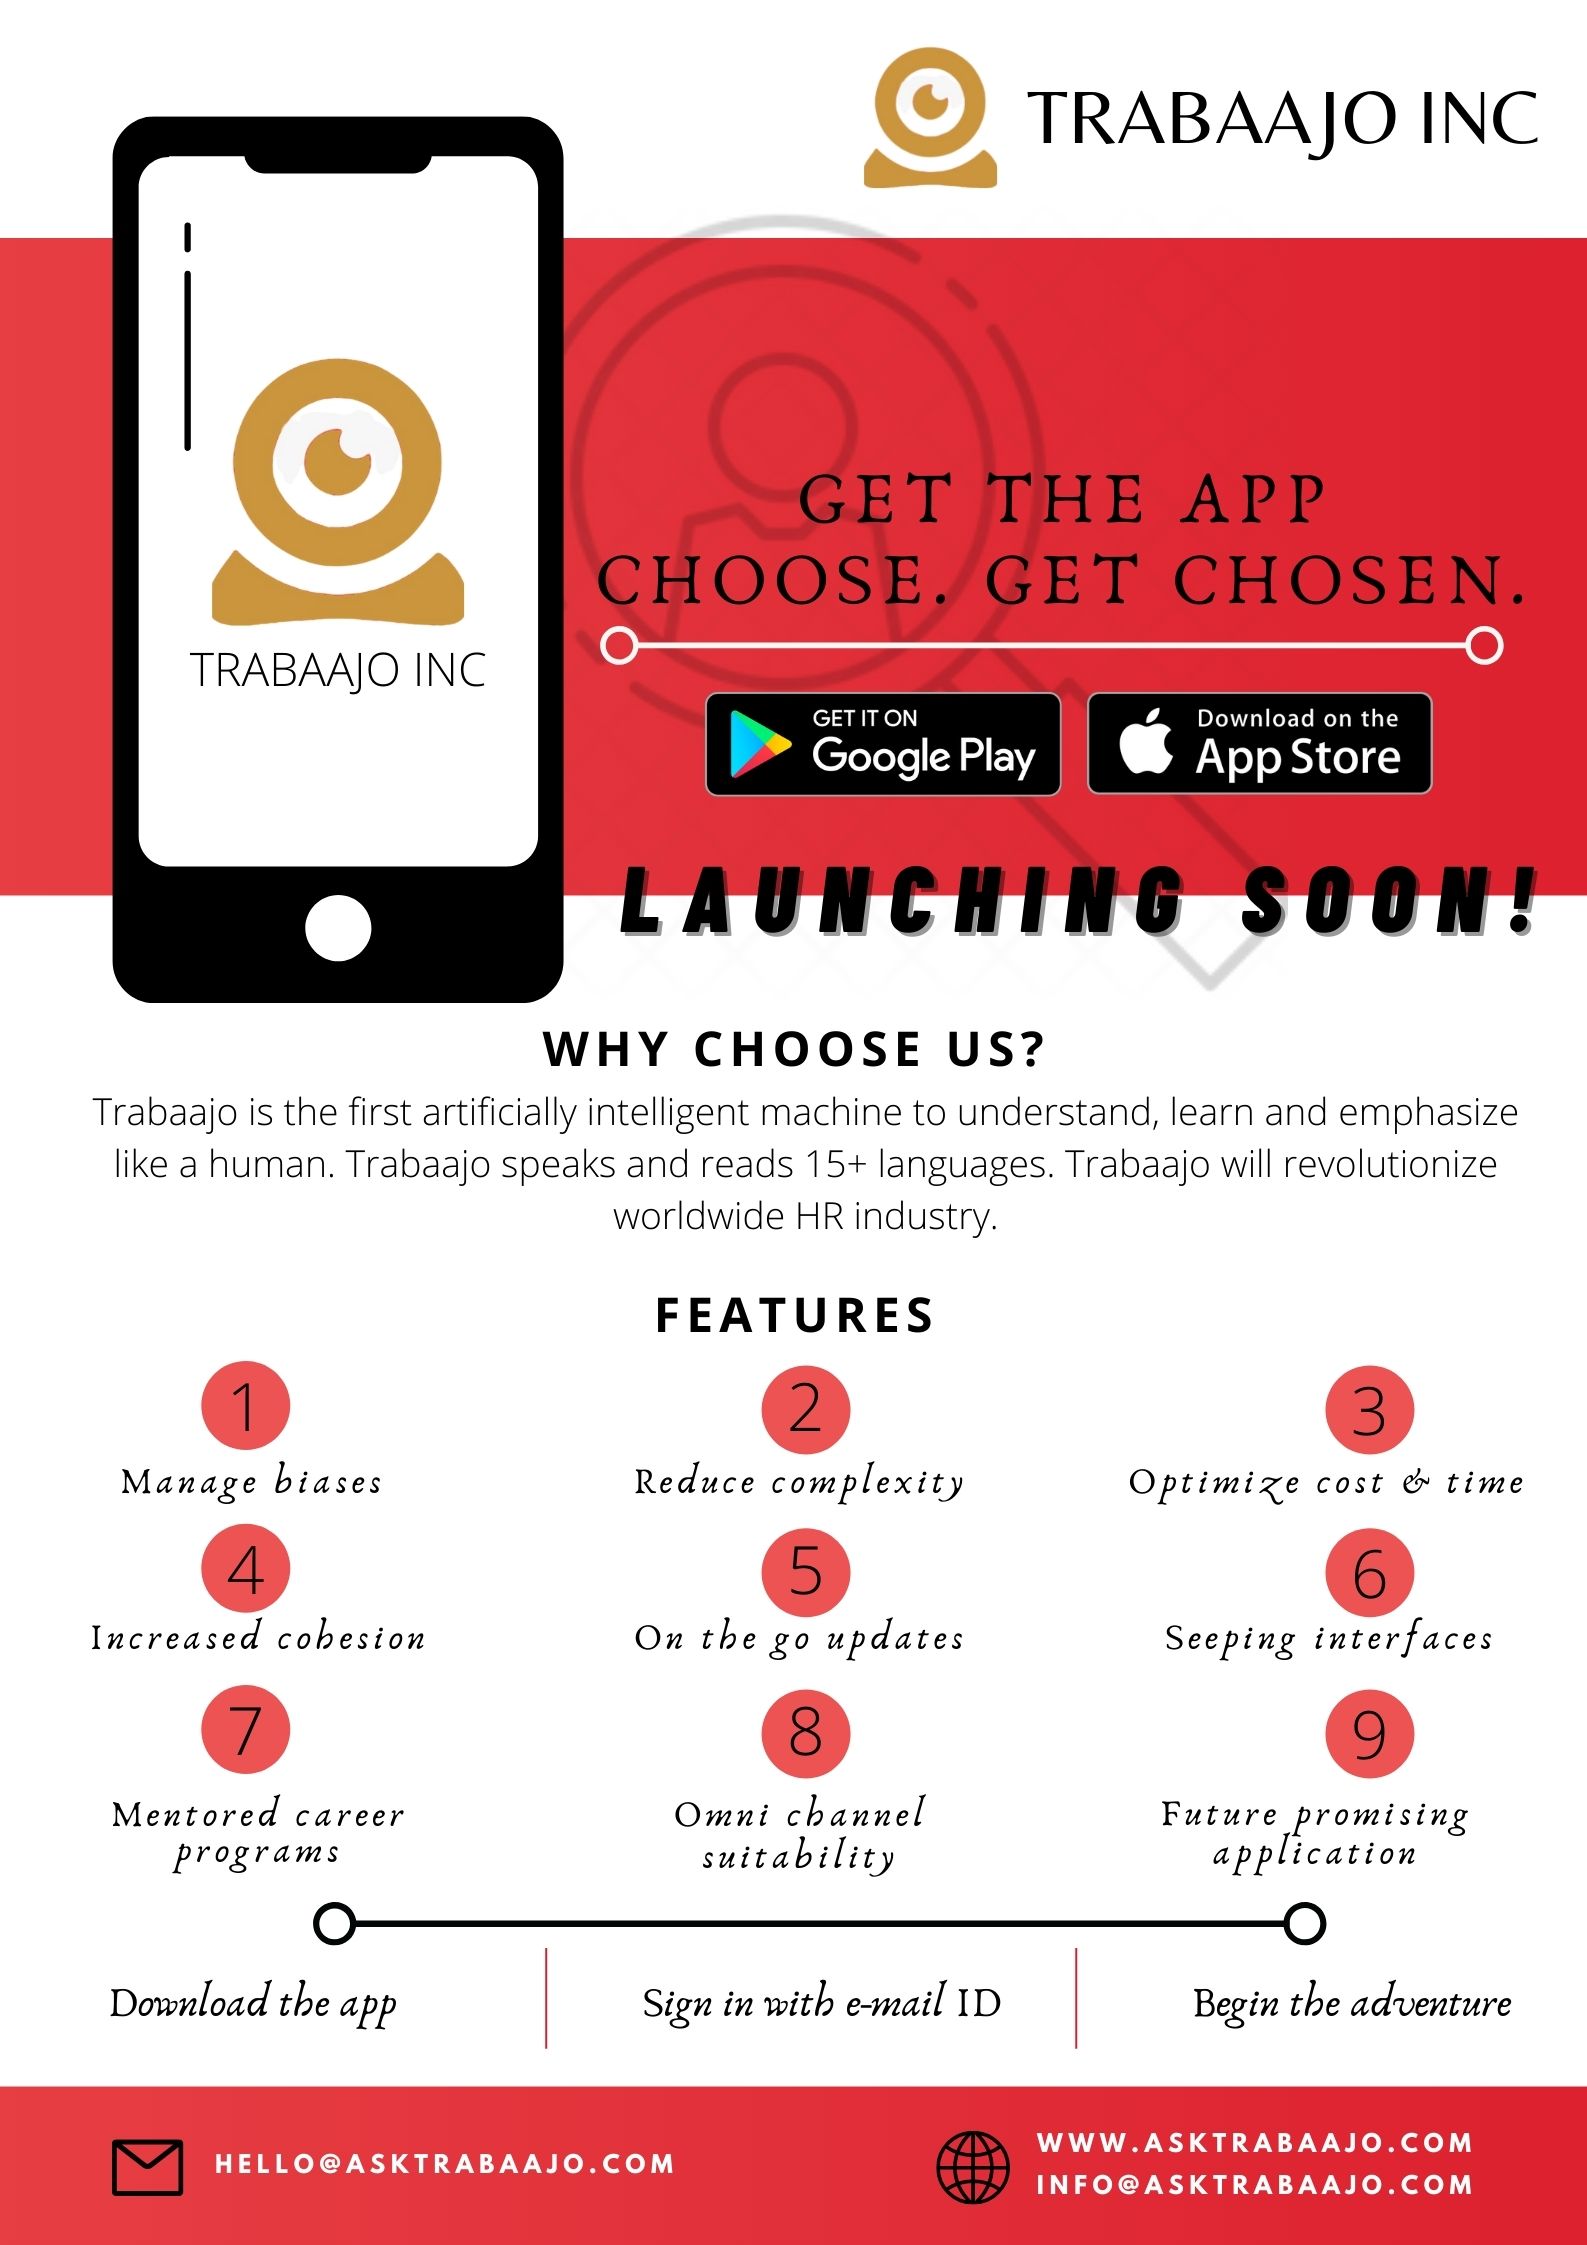 TRABAAJO INC
TRABAAJO INC
GET THE APP
CHOOSE. GET CHOSEN.
GET IT ON
Google Play
Download on the
App Store
LAUNCHING SOON!
WHY CHOOSE US?
Trabaajo is the first artificially intelligent machine to understand, learn and emphasize
like a human. Trabaajo speaks and reads 15+ languages. Trabaajo will revolutionize
worldwide HR industry.
FEATURES
1
Manage biases
2
Reduce complexity
3
Optimize cost & time
4
Increased cohesion
5
On the go updates
6
Seeping interfaces
7
Mentored career
programs
8
Omni channel
suitability
9
Future promising
application
Download the app
Sign in with e-mail ID
Begin the adventure
HELLO@ASKTRABAAJO.COM
WWW.ASKTRABAAJO.COM
INFO@ASKTRABAAJO.COM